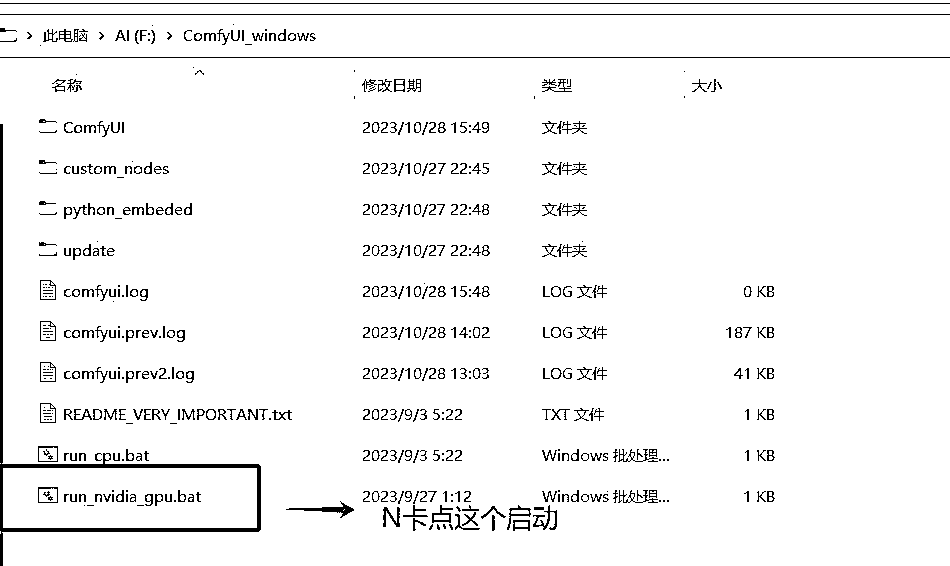 此电脑 > AI (F:) > ComfyUI_windows
名称 修改日期 类型 大小
ComfyUI 2023/10/28 15:49 文件夹
custom_nodes 2023/10/27 22:45 文件夹
python_embeded 2023/10/27 22:48 文件夹
update 2023/10/27 22:48 文件夹
comfyui.log 2023/10/28 15:48 LOG 文件 0 KB
comfyui.prev.log 2023/10/28 14:02 LOG 文件 187 KB
comfyui.prev2.log 2023/10/28 13:03 LOG 文件 41 KB
README_VERY_IMPORTANT.txt 2023/9/3 5:22 TXT 文件 1 KB
run_cpu.bat 2023/9/3 5:22 Windows 批处理... 1 KB
run_nvidia_gpu.bat 2023/9/27 1:12 Windows 批处理... 1 KB
N卡点这个启动